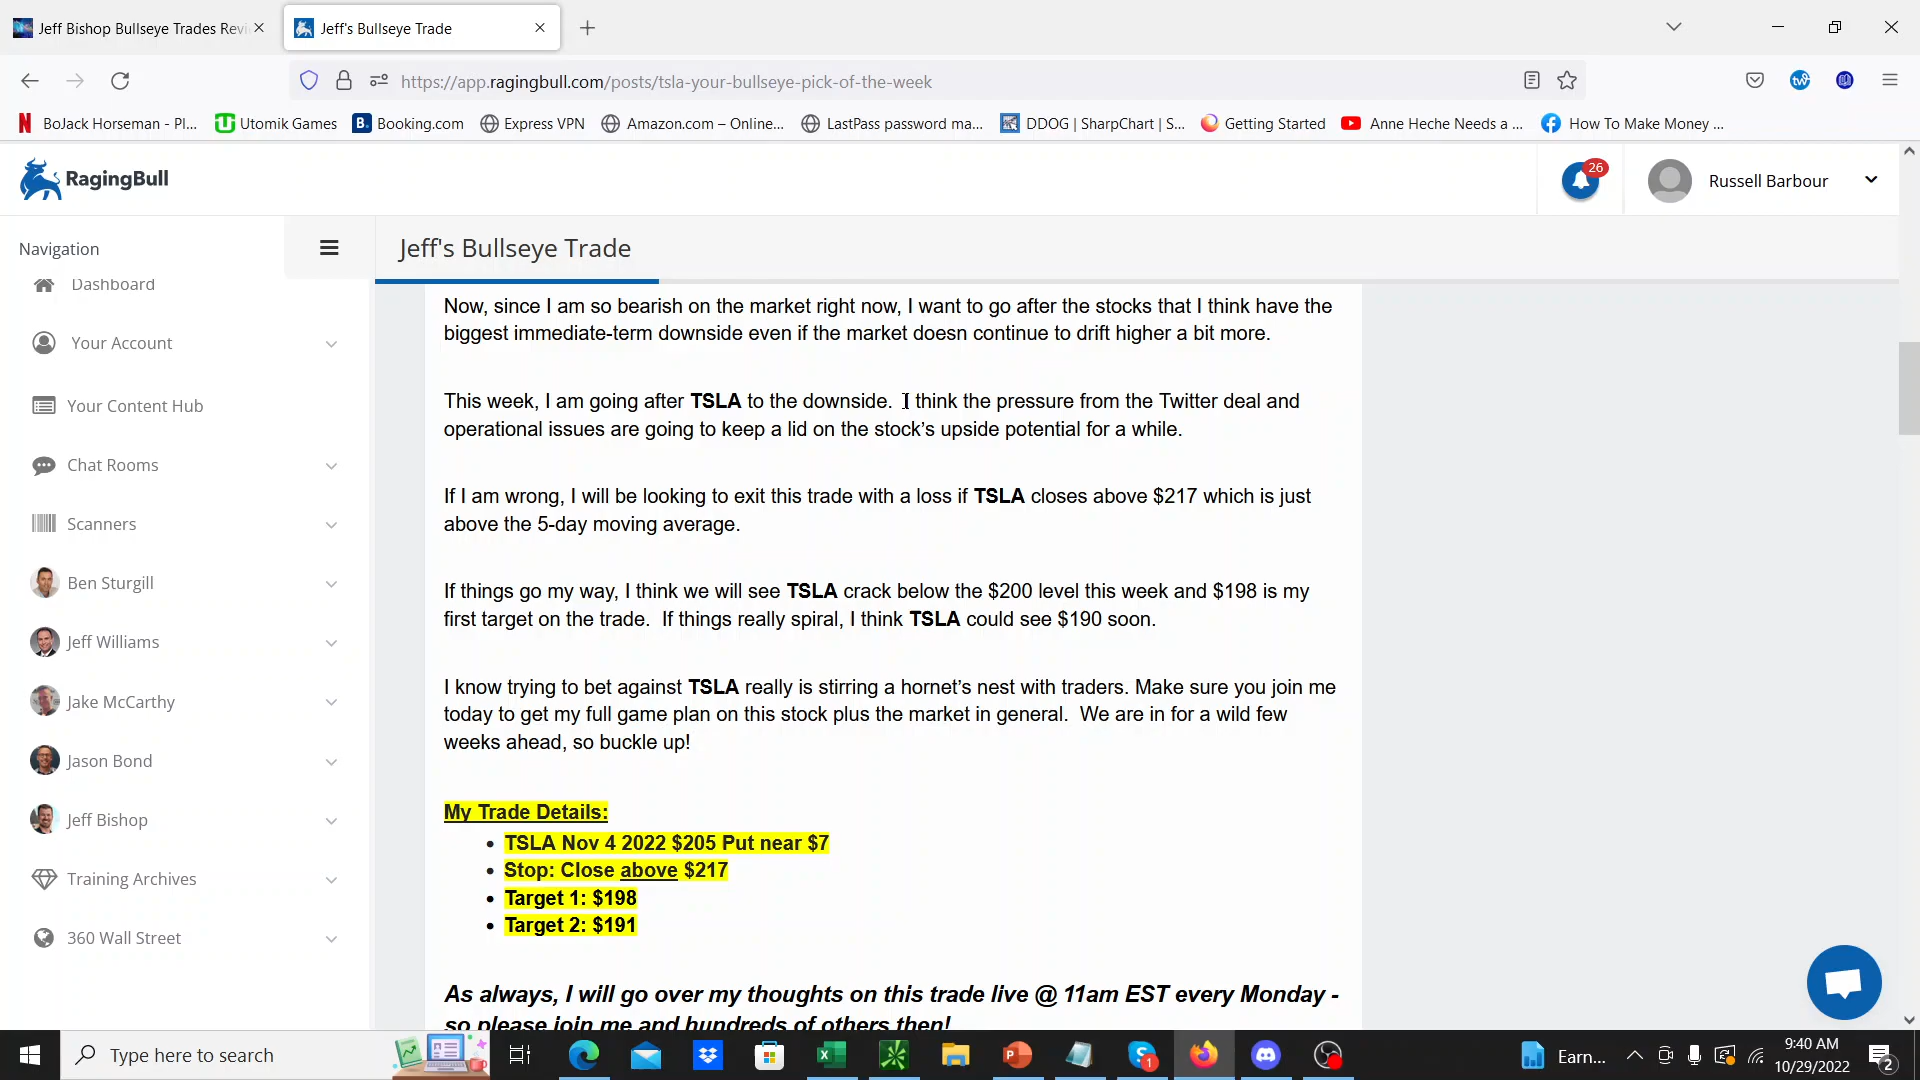 Jeff Bishop Bullseye Trades Revi
Jeff's Bullseye Trade
https://app.ragingbull.com/posts/tsla-your-bullseye-pick-of-the-week
BoJack Horseman - Pl...
Utomik Games
Booking.com
Express VPN
Amazon.com – Online...
LastPass password ma...
DDOG | SharpChart | S...
Getting Started
Anne Heche Needs a ...
How To Make Money ...
RagingBull
26
Russell Barbour
Navigation
Jeff's Bullseye Trade
Dashboard
Your Account
Your Content Hub
Chat Rooms
Scanners
Ben Sturgill
Jeff Williams
Jake McCarthy
Jason Bond
Jeff Bishop
Training Archives
360 Wall Street
Now, since I am so bearish on the market right now, I want to go after the stocks that I think have the
biggest immediate-term downside even if the market doesn continue to drift higher a bit more.
This week, I am going after TSLA to the downside. I think the pressure from the Twitter deal and
operational issues are going to keep a lid on the stock’s upside potential for a while.
If I am wrong, I will be looking to exit this trade with a loss if TSLA closes above $217 which is just
above the 5-day moving average.
If things go my way, I think we will see TSLA crack below the $200 level this week and $198 is my
first target on the trade. If things really spiral, I think TSLA could see $190 soon.
I know trying to bet against TSLA really is stirring a hornet’s nest with traders. Make sure you join me
today to get my full game plan on this stock plus the market in general. We are in for a wild few
weeks ahead, so buckle up!
My Trade Details:
• TSLA Nov 4 2022 $205 Put near $7
• Stop: Close above $217
• Target 1: $198
• Target 2: $191
As always, I will go over my thoughts on this trade live @ 11am EST every Monday -
so please join me and hundreds of others then!
Type here to search
Earn...
9:40 AM
10/29/2022
2